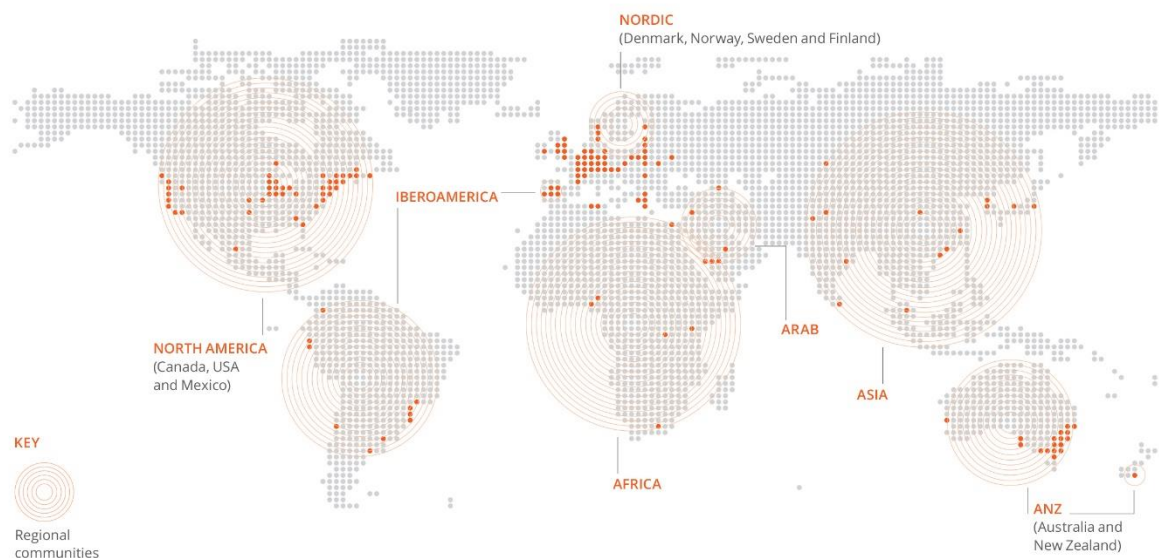 NORDIC
(Denmark, Norway, Sweden and Finland)
IBEROAMERICA
NORTH AMERICA
(Canada, USA
and Mexico)
ARAB
ASIA
AFRICA
ANZ
(Australia and
New Zealand)
KEY
Regional
communities